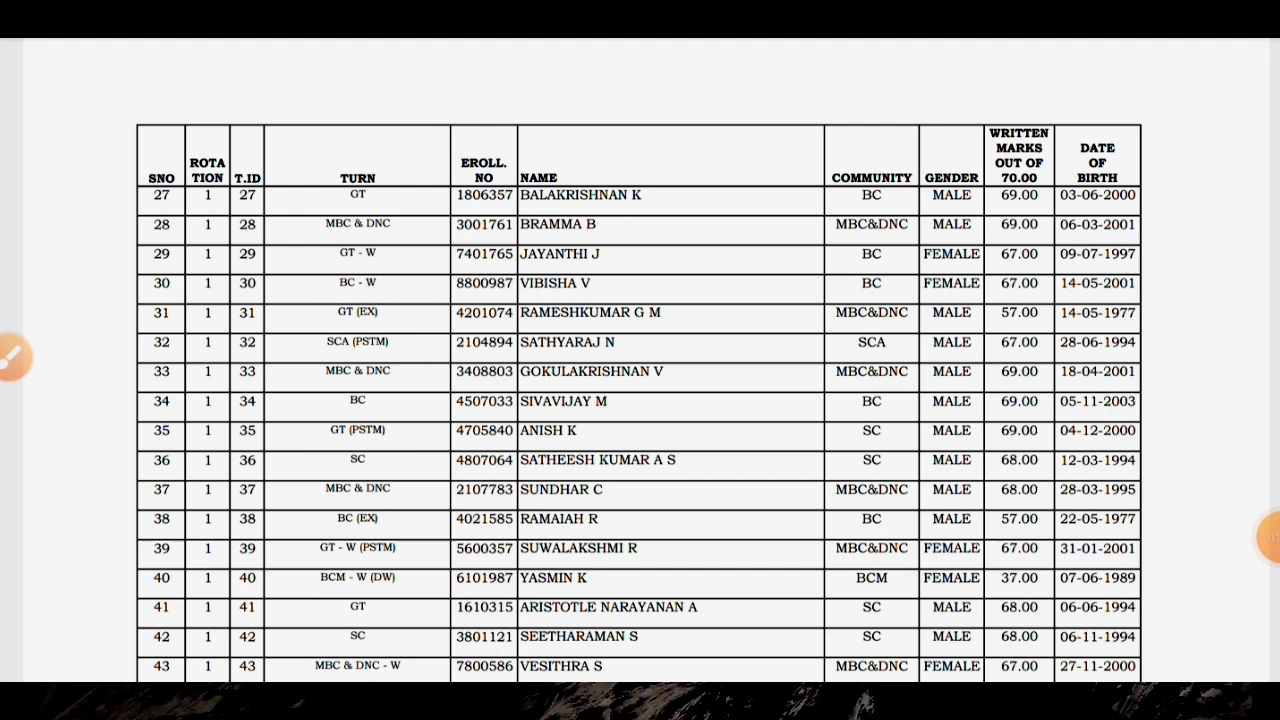 SNO ROTA TION T.ID TURN EROLL. NO NAME COMMUNITY GENDER WRITTEN MARKS OUT OF 70.00 DATE OF BIRTH
27 1 27 GT 1806357 BALAKRISHNAN K BC MALE 69.00 03-06-2000
28 1 28 MBC & DNC 3001761 BRAMMA B MBC&DNC MALE 69.00 06-03-2001
29 1 29 GT - W 7401765 JAYANTHI J BC FEMALE 67.00 09-07-1997
30 1 30 BC - W 8800987 VIBISHA V BC FEMALE 67.00 14-05-2001
31 1 31 GT (EX) 4201074 RAMESHKUMAR G M MBC&DNC MALE 57.00 14-05-1977
32 1 32 SCA (PSTM) 2104894 SATHYARAJ N SCA MALE 67.00 28-06-1994
33 1 33 MBC & DNC 3408803 GOKULAKRISHNAN V MBC&DNC MALE 69.00 18-04-2001
34 1 34 BC 4507033 SIVAVIJAY M BC MALE 69.00 05-11-2003
35 1 35 GT (PSTM) 4705840 ANISH K SC MALE 69.00 04-12-2000
36 1 36 SC 4807064 SATHEESH KUMAR A S SC MALE 68.00 12-03-1994
37 1 37 MBC & DNC 2107783 SUNDHAR C MBC&DNC MALE 68.00 28-03-1995
38 1 38 BC (EX) 4021585 RAMAIAH R BC MALE 57.00 22-05-1977
39 1 39 GT - W (PSTM) 5600357 SUWALAKSHMI R MBC&DNC FEMALE 67.00 31-01-2001
40 1 40 BCM - W (DW) 6101987 YASMIN K BCM FEMALE 37.00 07-06-1989
41 1 41 GT 1610315 ARISTOTLE NARAYANAN A SC MALE 68.00 06-06-1994
42 1 42 SC 3801121 SEETHARAMAN S SC MALE 68.00 06-11-1994
43 1 43 MBC & DNC - W 7800586 VESITHRA S MBC&DNC FEMALE 67.00 27-11-2000